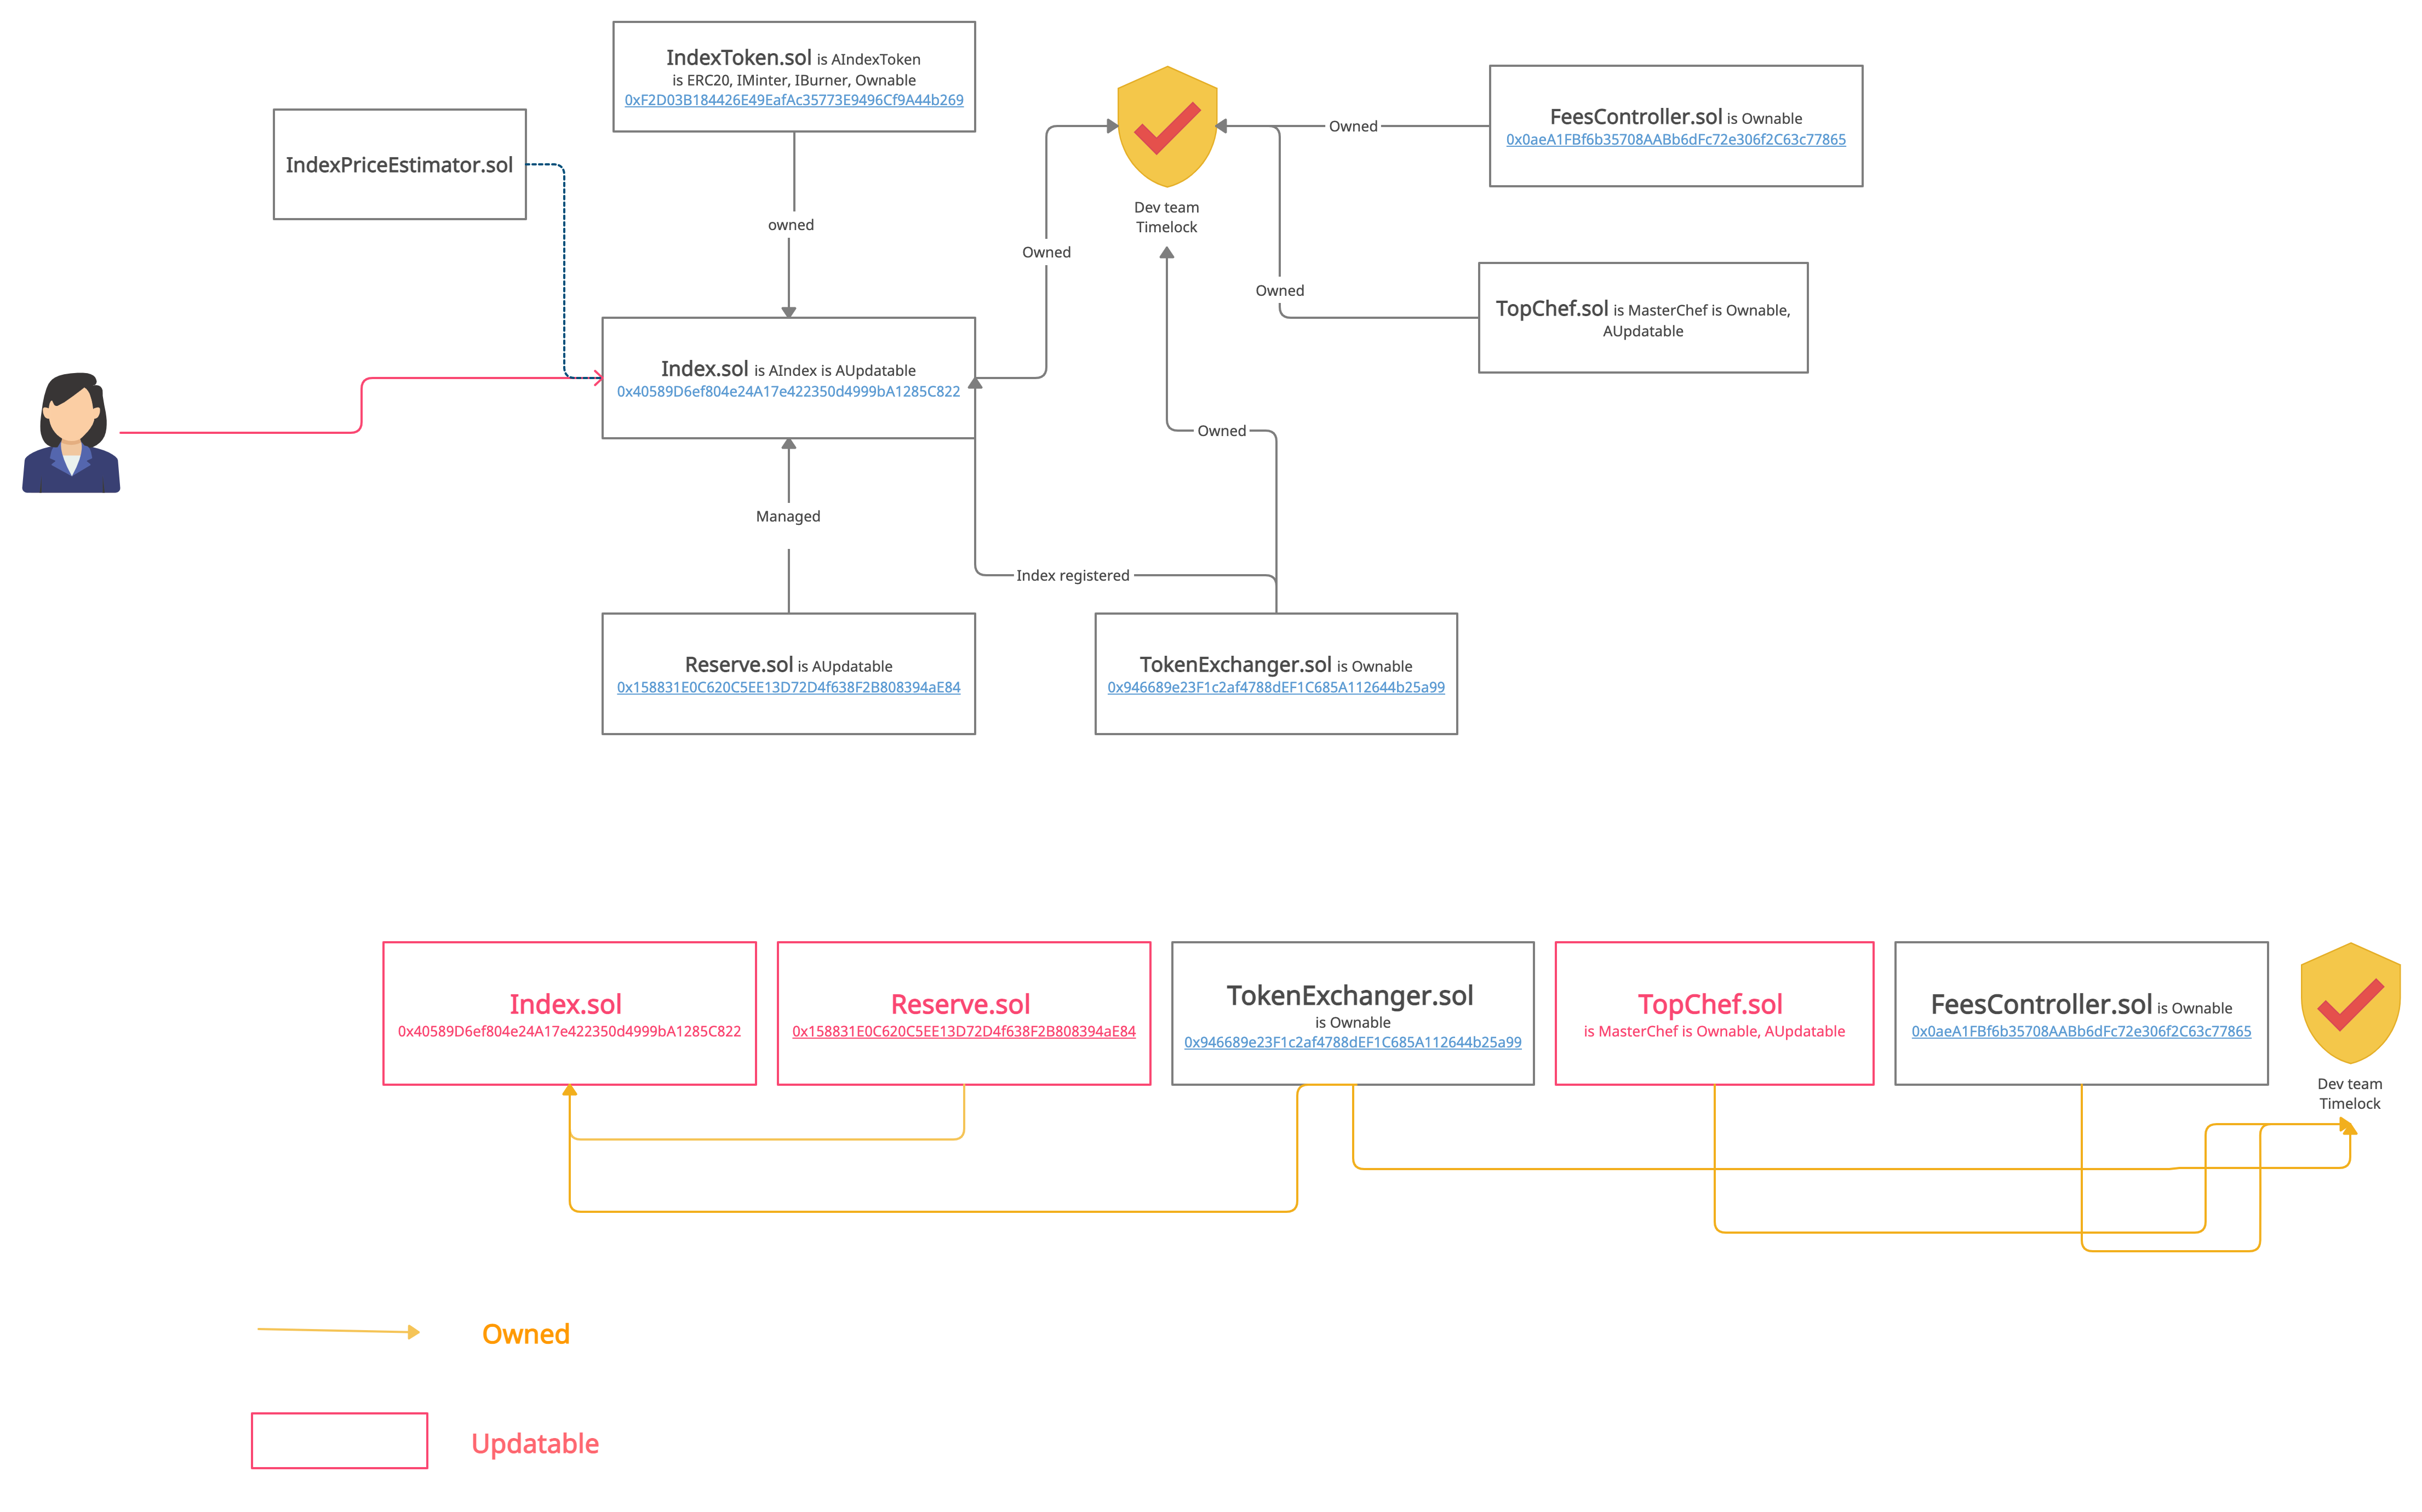 IndexToken.sol is AIndexToken
is ERC20, IMinter, IBurner, Ownable
0xF2D03B184426E49EafAc35773E9496Cf9A44b269
IndexPriceEstimator.sol
Dev team
Timelock
Owned
FeesController.sol is Ownable
0x0aeA1FBf6b35708AABb6dFc72e306f2C63c77865
owned
Owned
Owned
TopChef.sol is MasterChef is Ownable,
AUpdatable
Index.sol is AIndex is AUpdatable
0x40589D6ef804e24A17e422350d4999bA1285C822
Owned
Managed
Index registered
Reserve.sol is AUpdatable
0x158831E0C620C5EE13D72D4f638F2B808394aE84
TokenExchanger.sol is Ownable
0x946689e23F1c2af4788dEF1C685A112644b25a99
Index.sol
0x40589D6ef804e24A17e422350d4999bA1285C822
Reserve.sol
0x158831E0C620C5EE13D72D4f638F2B808394aE84
TokenExchanger.sol
is Ownable
0x946689e23F1c2af4788dEF1C685A112644b25a99
TopChef.sol
is MasterChef is Ownable, AUpdatable
FeesController.sol is Ownable
0x0aeA1FBf6b35708AABb6dFc72e306f2C63c77865
Dev team
Timelock
Owned
Updatable